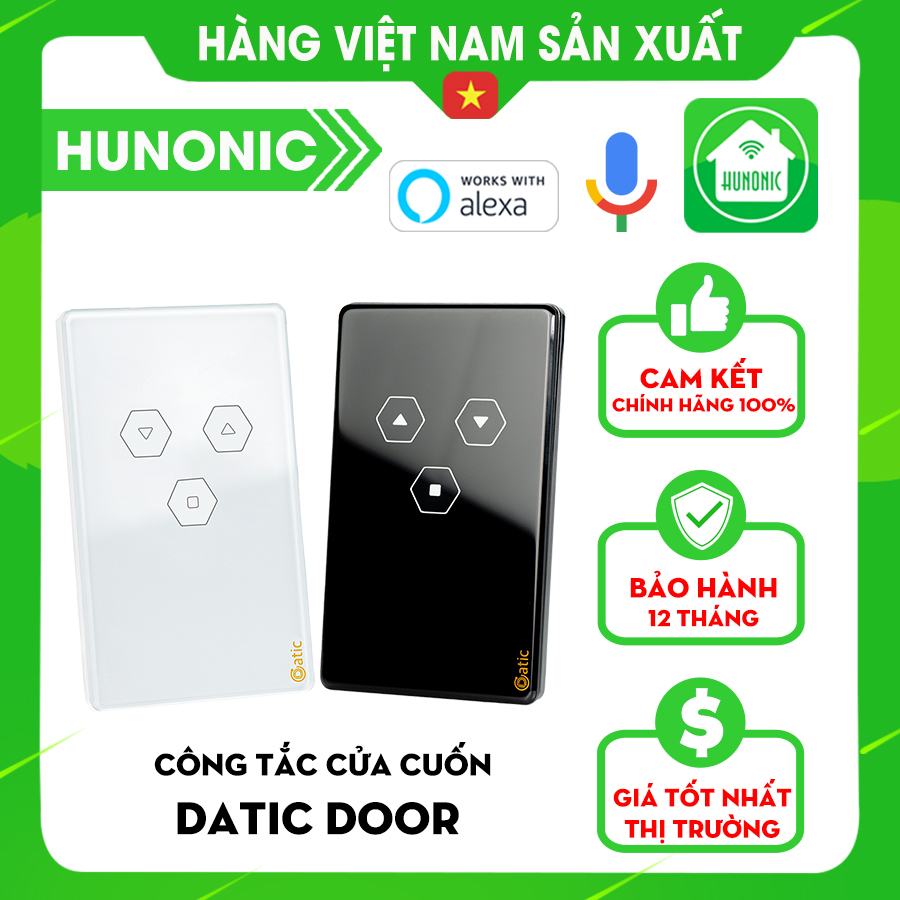 HÀNG VIỆT NAM SẢN XUẤT
HUNONIC
WORKS WITH
alexa
HUNONIC
CAM KẾT
CHÍNH HÃNG 100%
BẢO HÀNH
12 THÁNG
GIÁ TỐT NHẤT
THỊ TRƯỜNG
Datic
Datic
CÔNG TẮC CỬA CUỐN
DATIC DOOR